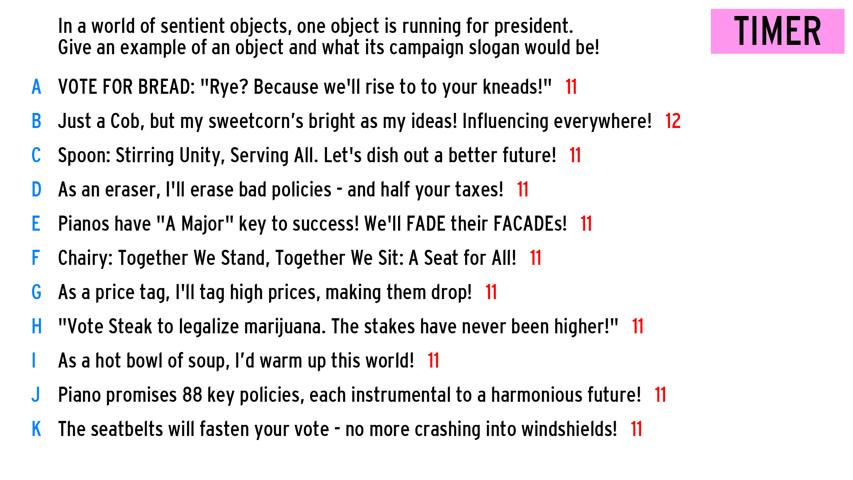 In a world of sentient objects, one object is running for president.
Give an example of an object and what its campaign slogan would be!
TIMER
A VOTE FOR BREAD: "Rye? Because we'll rise to to your kneads!" 11
B Just a Cob, but my sweetcorn's bright as my ideas! Influencing everywhere! 12
C Spoon: Stirring Unity, Serving All. Let's dish out a better future! 11
D As an eraser, I'll erase bad policies - and half your taxes! 11
E Pianos have "A Major" key to success! We'll FADE their FACADEs! 11
F Chairy: Together We Stand, Together We Sit: A Seat for All! 11
G As a price tag, I'll tag high prices, making them drop! 11
H "Vote Steak to legalize marijuana. The stakes have never been higher!" 11
I As a hot bowl of soup, I'd warm up this world! 11
J Piano promises 88 key policies, each instrumental to a harmonious future! 11
K The seatbelts will fasten your vote - no more crashing into windshields! 11